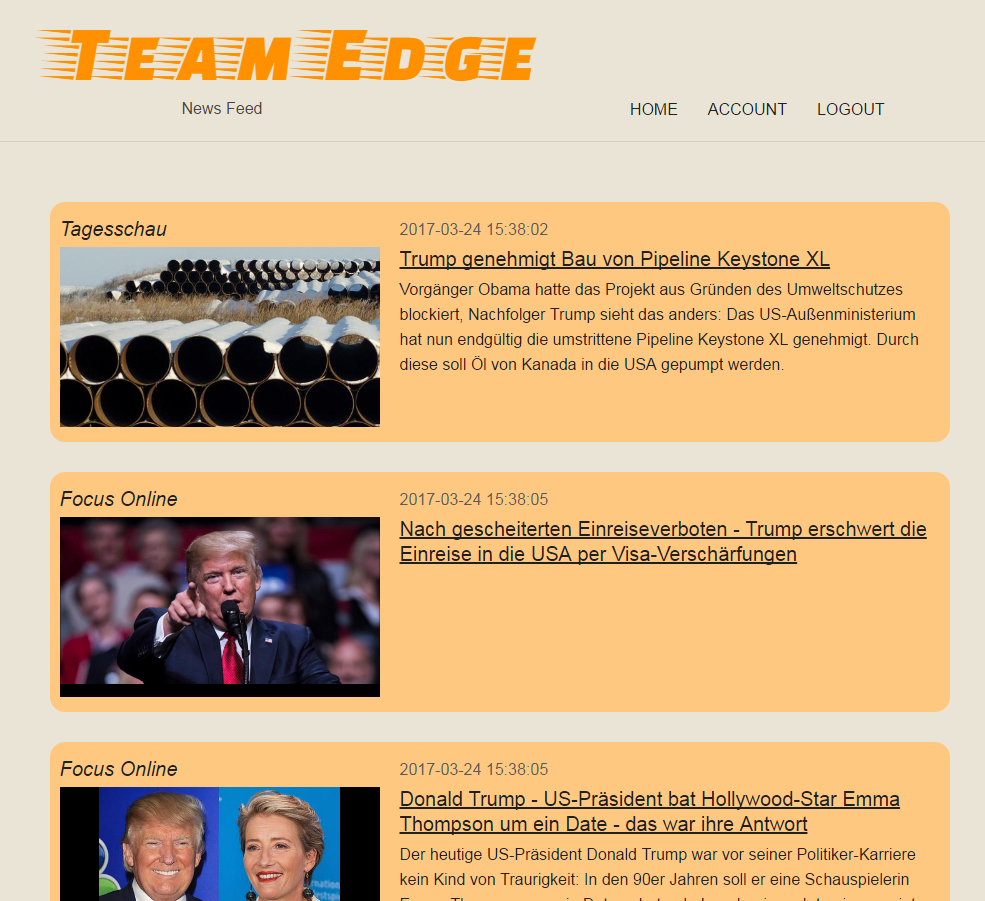 TEAM EDGE
News Feed
HOME ACCOUNT LOGOUT
Tagesschau
2017-03-24 15:38:02
Trump genehmigt Bau von Pipeline Keystone XL
Vorgänger Obama hatte das Projekt aus Gründen des Umweltschutzes
blockiert, Nachfolger Trump sieht das anders: Das US-Außenministerium
hat nun endgültig die umstrittene Pipeline Keystone XL genehmigt. Durch
diese soll Öl von Kanada in die USA gepumpt werden.
Focus Online
2017-03-24 15:38:05
Nach gescheiterten Einreiseverboten - Trump erschwert die
Einreise in die USA per Visa-Verschärfungen
Focus Online
2017-03-24 15:38:05
Donald Trump - US-Präsident bat Hollywood-Star Emma
Thompson um ein Date - das war ihre Antwort
Der heutige US-Präsident Donald Trump war vor seiner Politiker-Karriere
kein Kind von Traurigkeit: In den 90er Jahren soll er eine Schauspielerin